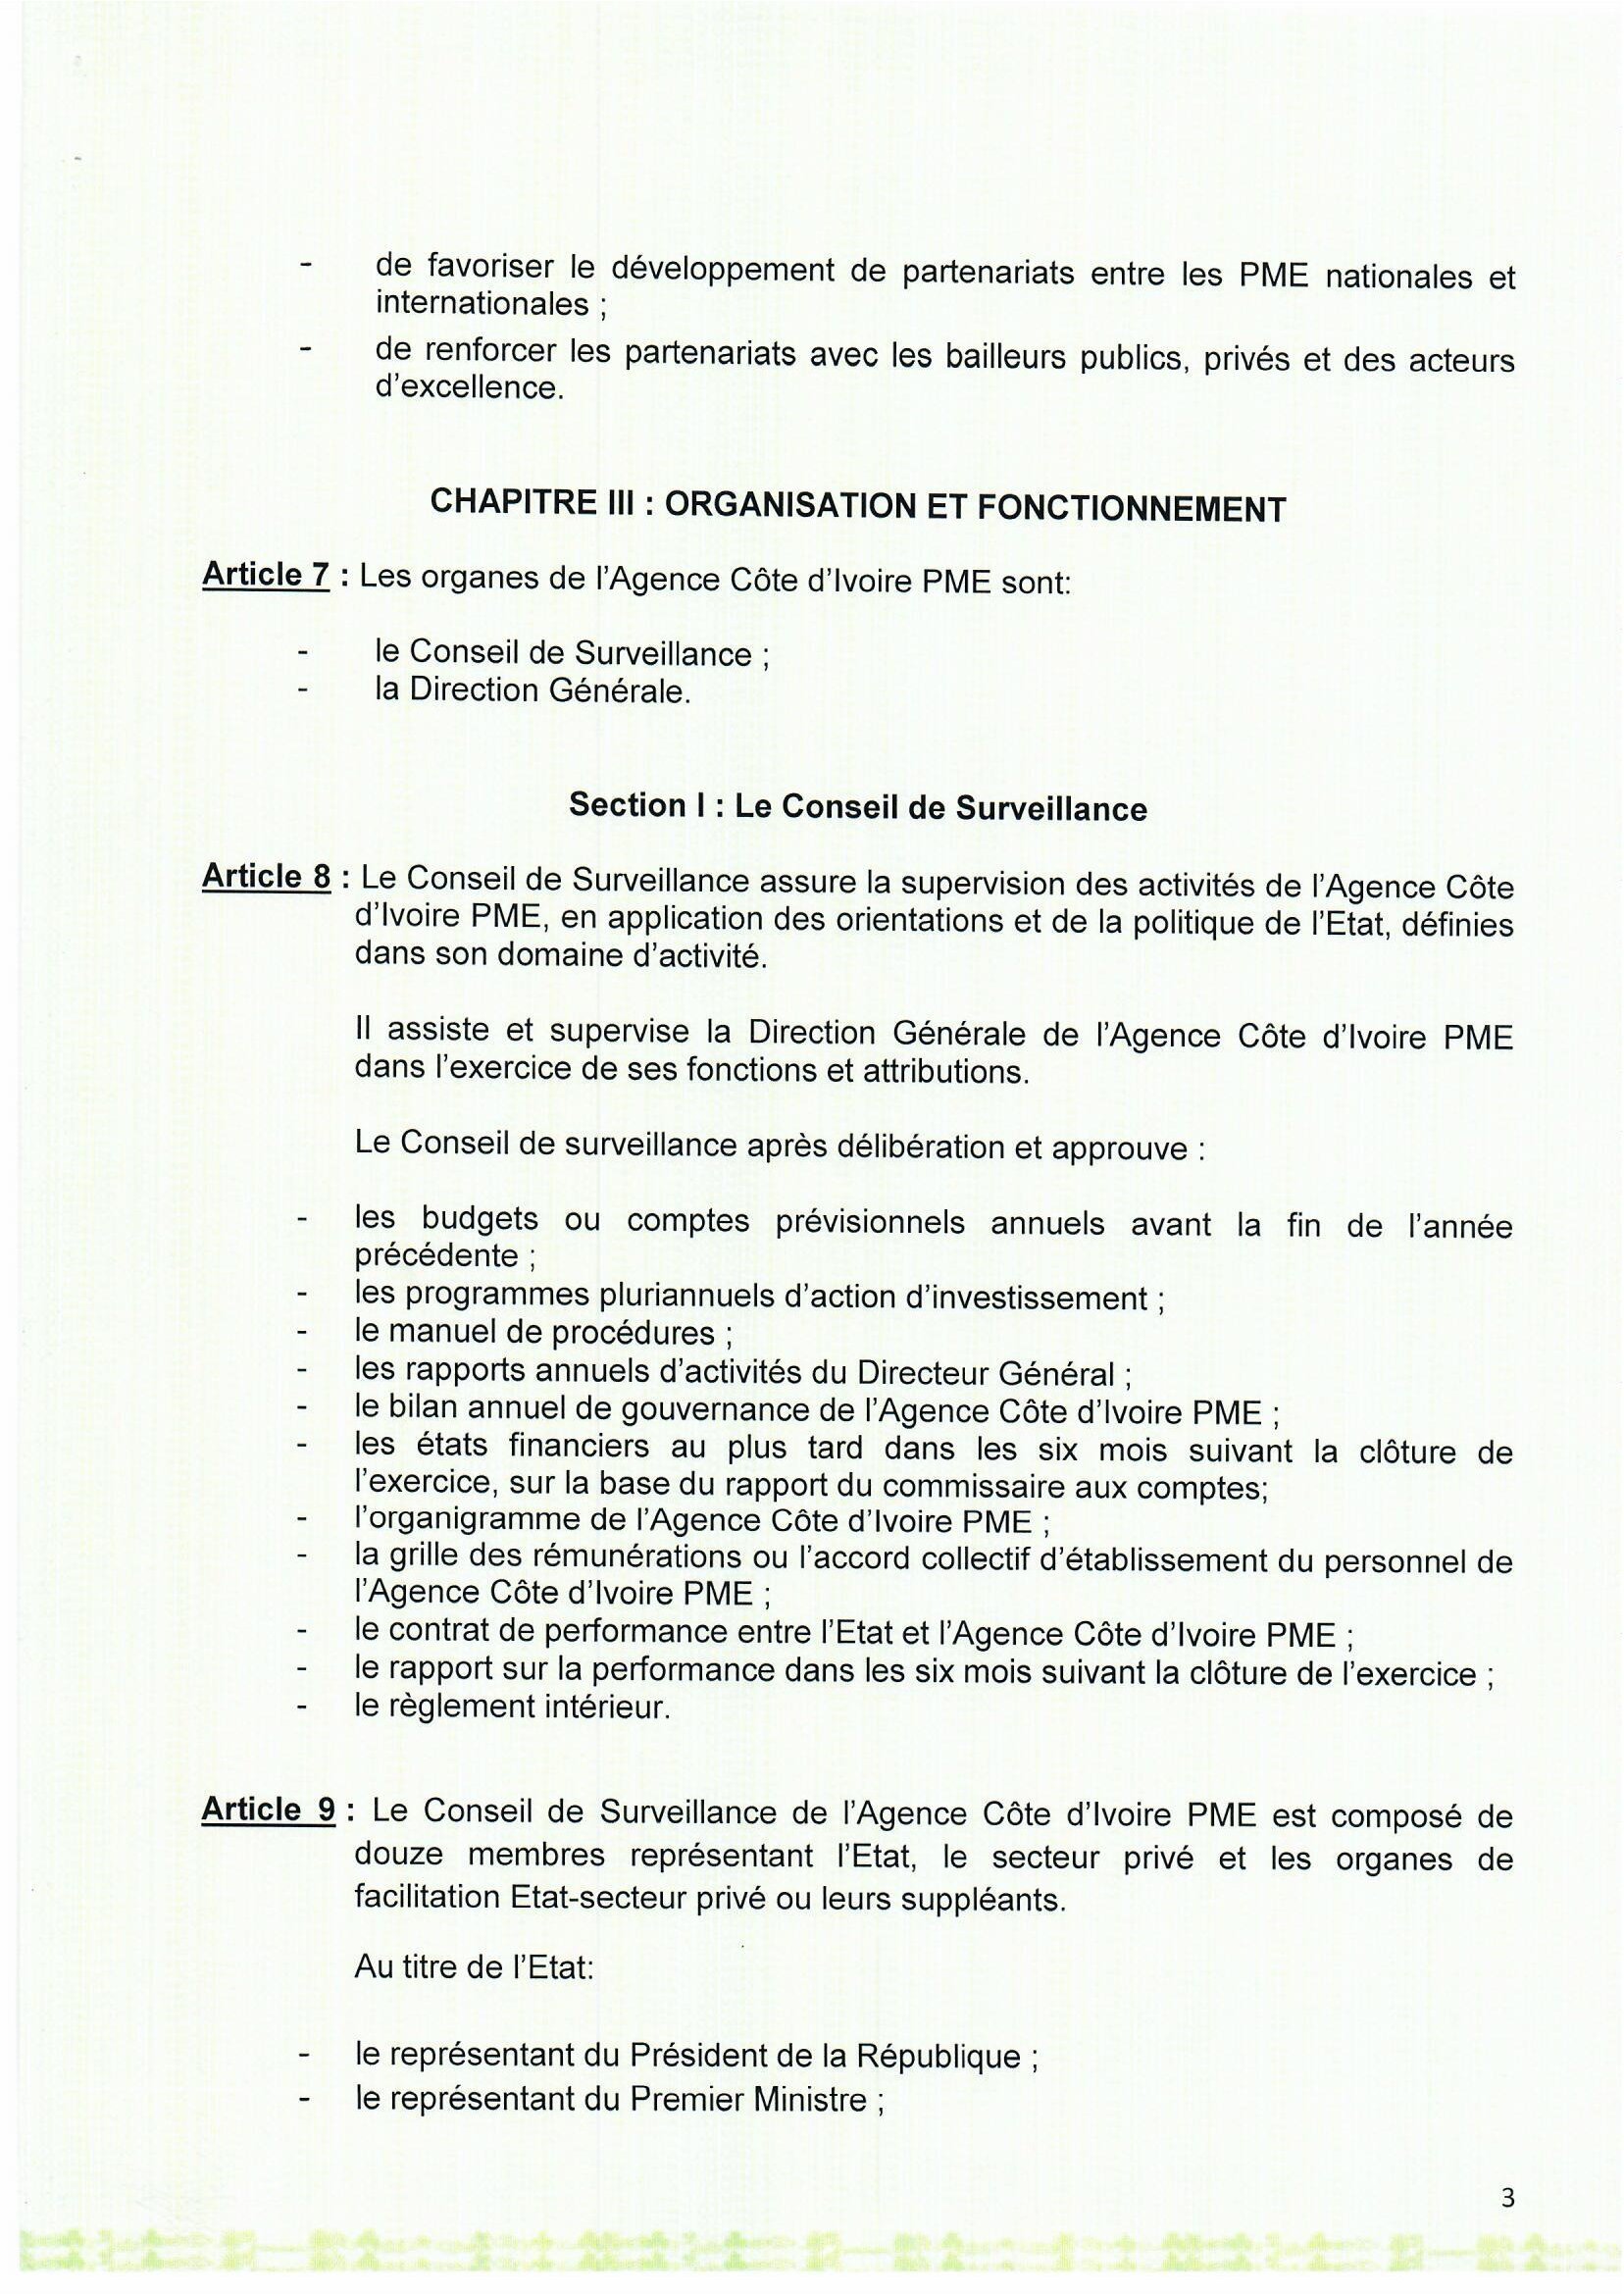 - de favoriser le développement de partenariats entre les PME nationales et
internationales ;
- de renforcer les partenariats avec les bailleurs publics, privés et des acteurs
d'excellence.
CHAPITRE III : ORGANISATION ET FONCTIONNEMENT
Article 7 : Les organes de l'Agence Côte d'Ivoire PME sont:
- le Conseil de Surveillance ;
- la Direction Générale.
Section I : Le Conseil de Surveillance
Article 8 : Le Conseil de Surveillance assure la supervision des activités de l'Agence Côte
d'Ivoire PME, en application des orientations et de la politique de l'Etat, définies
dans son domaine d'activité.
Il assiste et supervise la Direction Générale de l'Agence Côte d'Ivoire PME
dans l'exercice de ses fonctions et attributions.
Le Conseil de surveillance après délibération et approuve :
- les budgets ou comptes prévisionnels annuels avant la fin de l'année
précédente ;
- les programmes pluriannuels d'action d'investissement ;
- le manuel de procédures ;
- les rapports annuels d'activités du Directeur Général ;
- le bilan annuel de gouvernance de l'Agence Côte d'Ivoire PME ;
- les états financiers au plus tard dans les six mois suivant la clôture de
l'exercice, sur la base du rapport du commissaire aux comptes;
- l'organigramme de l'Agence Côte d'Ivoire PME ;
- la grille des rémunérations ou l'accord collectif d'établissement du personnel de
l'Agence Côte d'Ivoire PME ;
- le contrat de performance entre l'Etat et l'Agence Côte d'Ivoire PME ;
- le rapport sur la performance dans les six mois suivant la clôture de l'exercice ;
- le règlement intérieur.
Article 9 : Le Conseil de Surveillance de l'Agence Côte d'Ivoire PME est composé de
douze membres représentant l'Etat, le secteur privé et les organes de
facilitation Etat-secteur privé ou leurs suppléants.
Au titre de l'Etat:
- le représentant du Président de la République ;
- le représentant du Premier Ministre ;
3